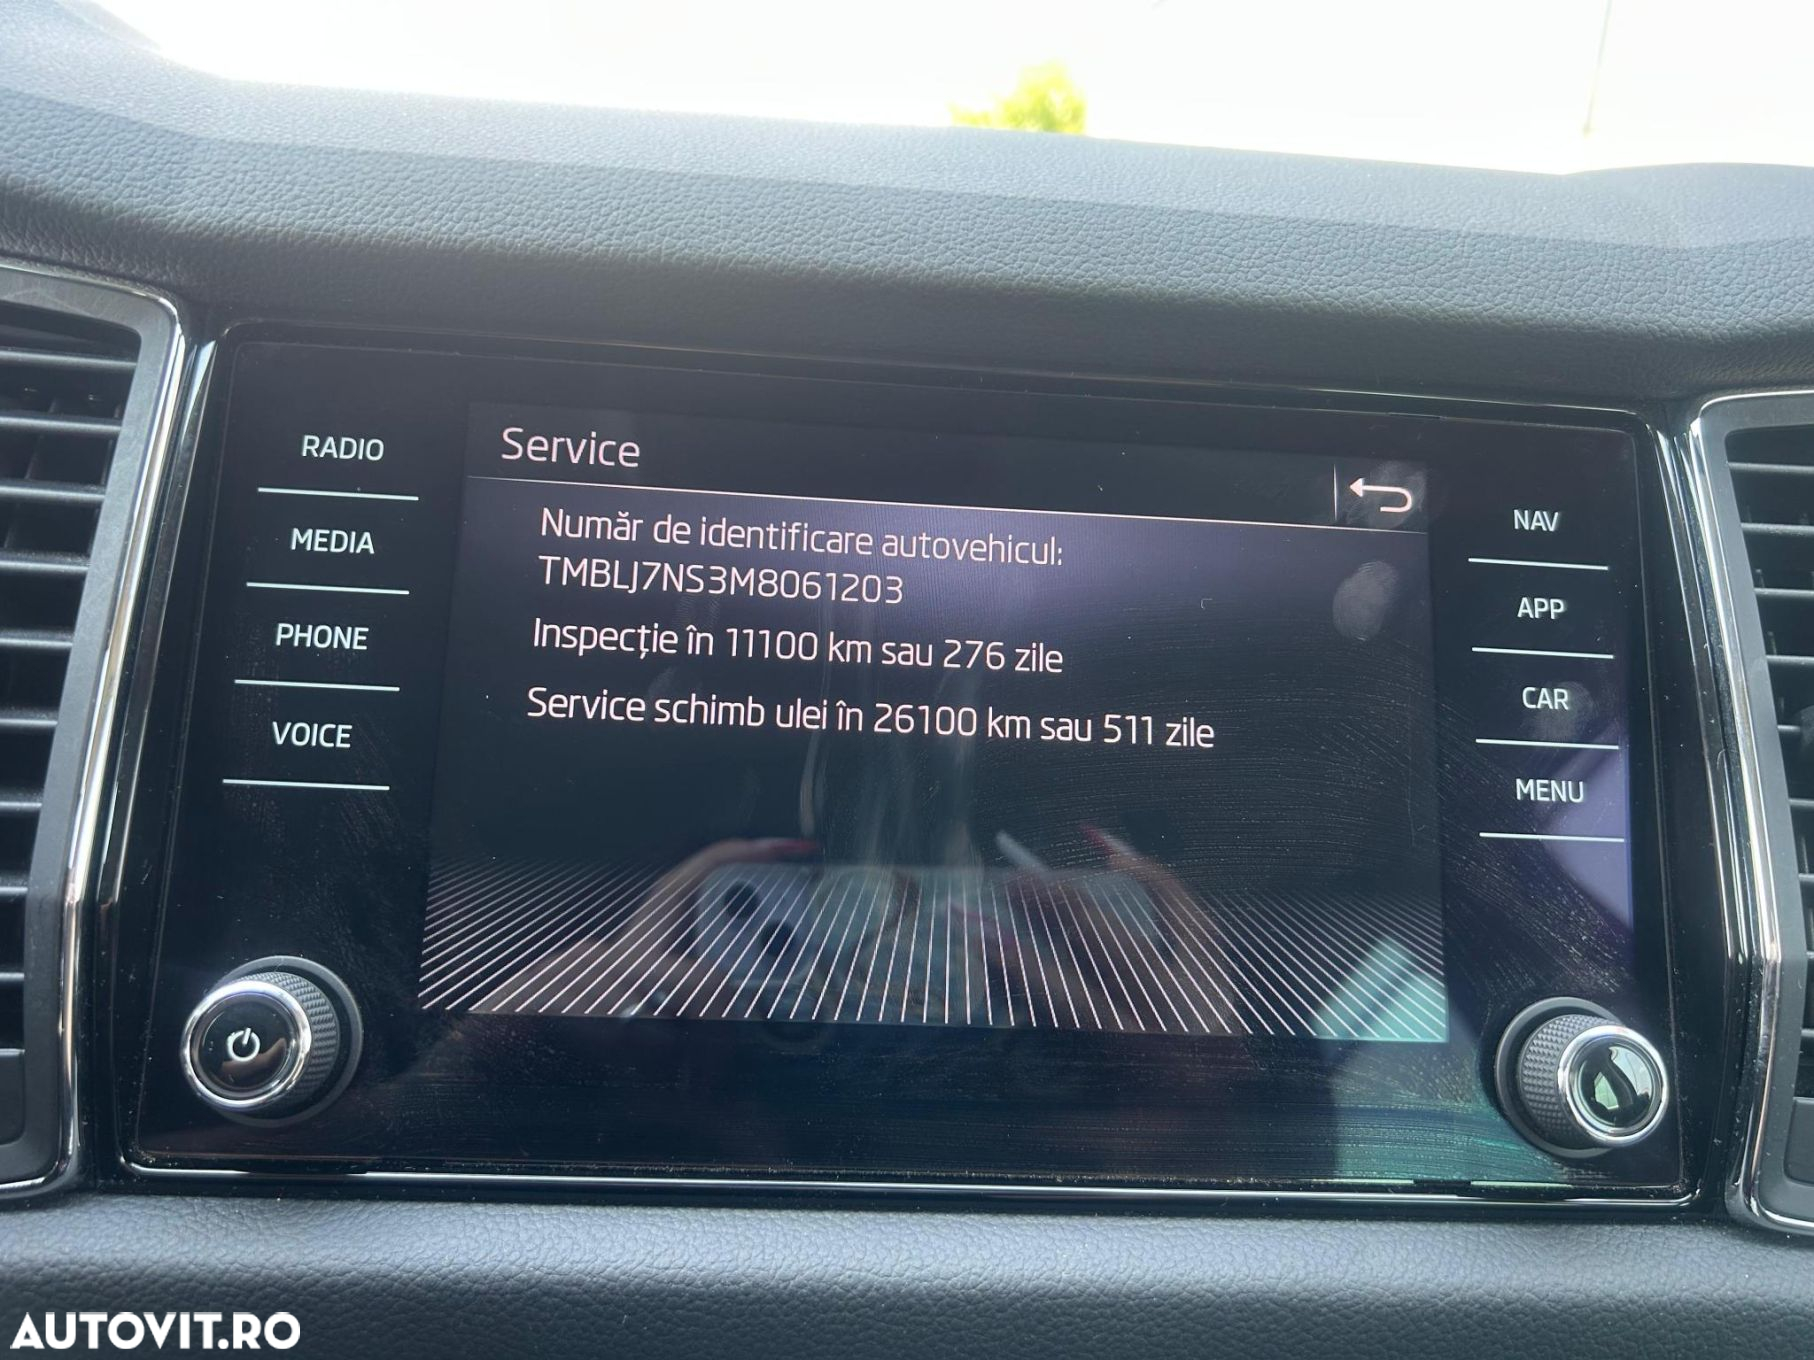 RADIO
MEDIA
PHONE
VOICE
Service
Număr de identificare autovehicul:
TMBLJ7NS3M8061203
Inspecție în 11100 km sau 276 zile
Service schimb ulei în 26100 km sau 511 zile
NAV
APP
CAR
MENU
AUTOVIT.RO